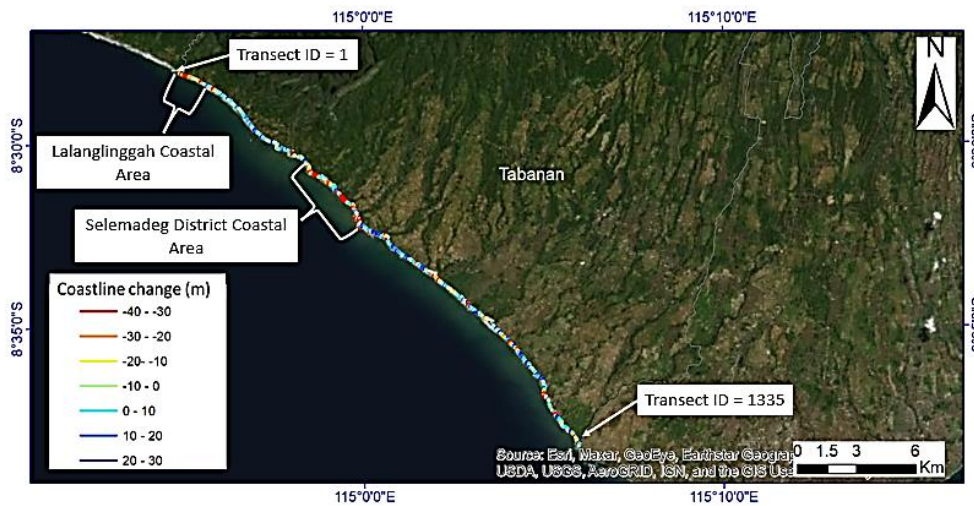 115°0'0"E
115°10'0"E
Transect ID = 1
N
Lalanglinggah Coastal
Area
8°30'0"S
Tabanan
Selemadeg District Coastal
Area
Coastline change (m)
-40 - -30
-30 - -20
-20 - -10
-10 - 0
0 - 10
10 - 20
20 - 30
8°35'0"S
Transect ID = 1335
Source: Esri, Maxar, GeoEye, Earthstar Geogra
USDA, USGS, AeroGRID, IGN, and the GIS Use
0 1.5 3 6
Km
115°0'0"E
115°10'0"E